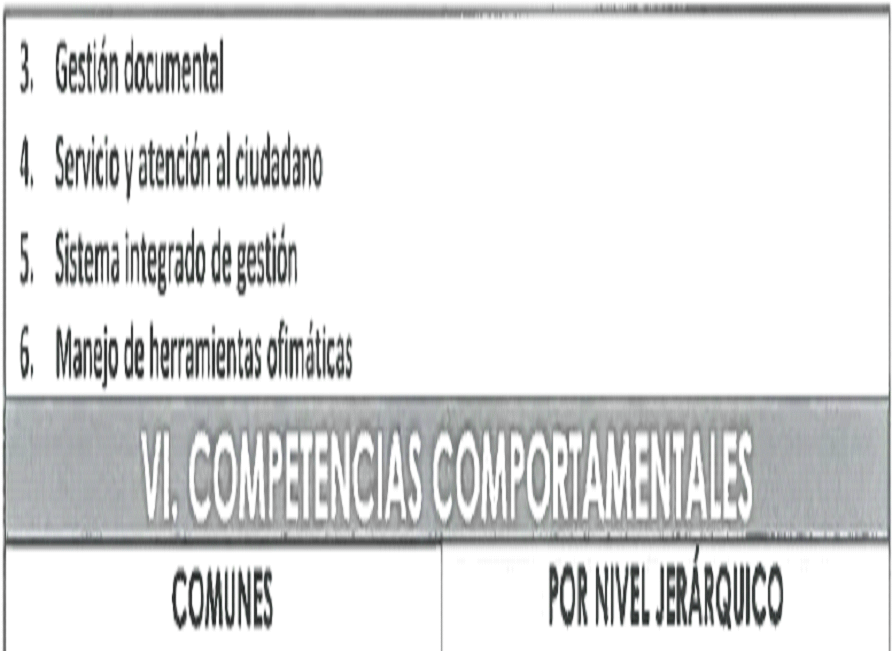 3. Gestión documental
4. Servicio y atención al ciudadano
5. Sistema integrado de gestión
6. Manejo de herramientas ofimáticas
VI. COMPETENCIAS COMPORTAMENTALES
COMUNES POR NIVEL JERÁRQUICO